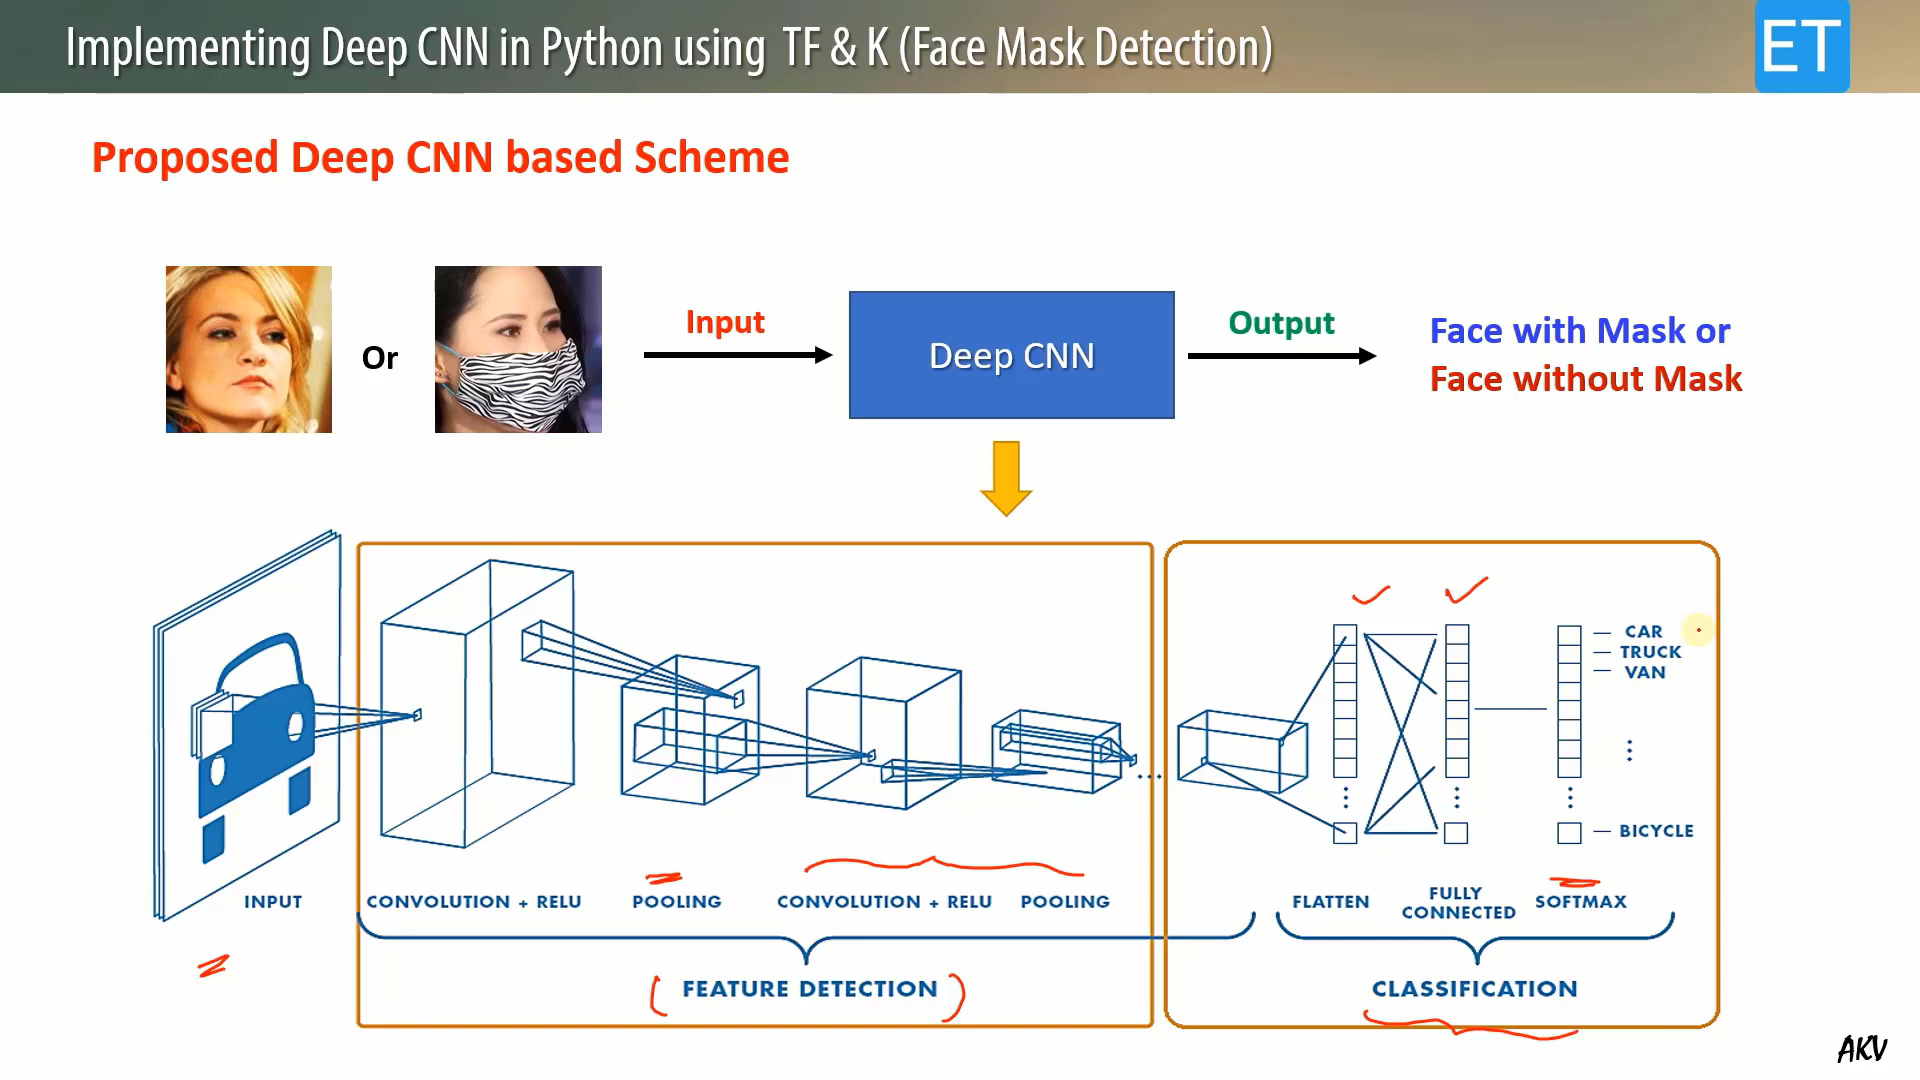 Implementing Deep CNN in Python using TF & K (Face Mask Detection)
ET
Proposed Deep CNN based Scheme
Or
Input
Deep CNN
Output
Face with Mask or
Face without Mask
CAR
TRUCK
VAN
BICYCLE
INPUT
CONVOLUTION + RELU
POOLING
CONVOLUTION + RELU
POOLING
FLATTEN
FULLY
CONNECTED
SOFTMAX
FEATURE DETECTION
CLASSIFICATION
AKV